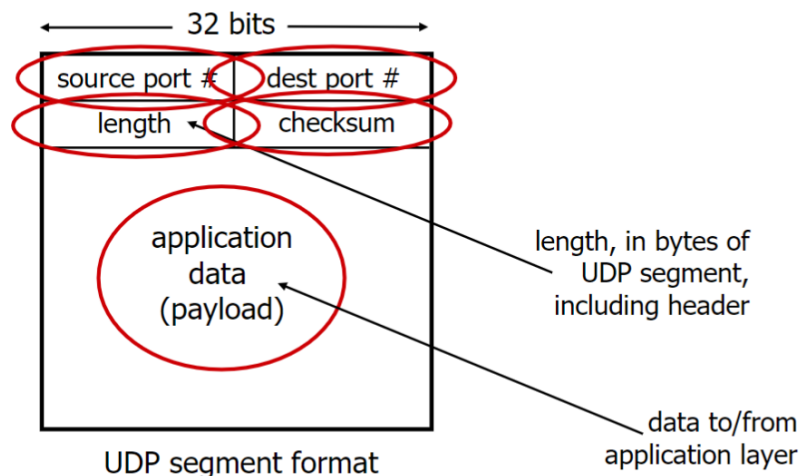 32 bits
source port # dest port #
length checksum
application
data
(payload)
length, in bytes of
UDP segment,
including header
data to/from
application layer
UDP segment format